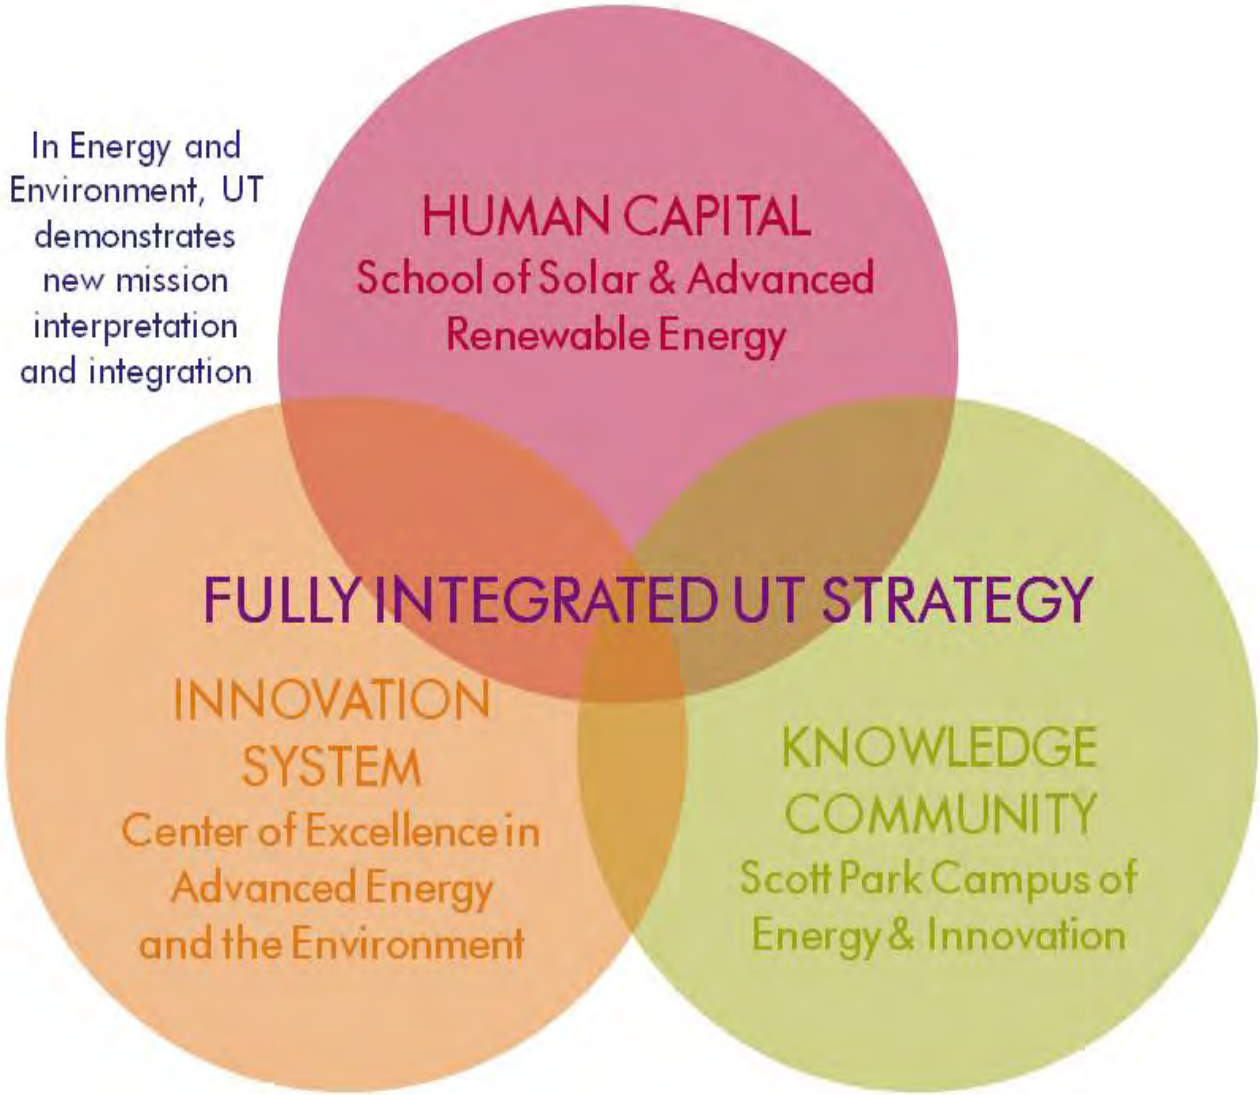 In Energy and
Environment, UT
demonstrates
new mission
interpretation
and integration
HUMAN CAPITAL
School of Solar & Advanced
Renewable Energy
FULLY INTEGRATED UT STRATEGY
INNOVATION
SYSTEM
Center of Excellence in
Advanced Energy
and the Environment
KNOWLEDGE
COMMUNITY
Scott Park Campus of
Energy & Innovation